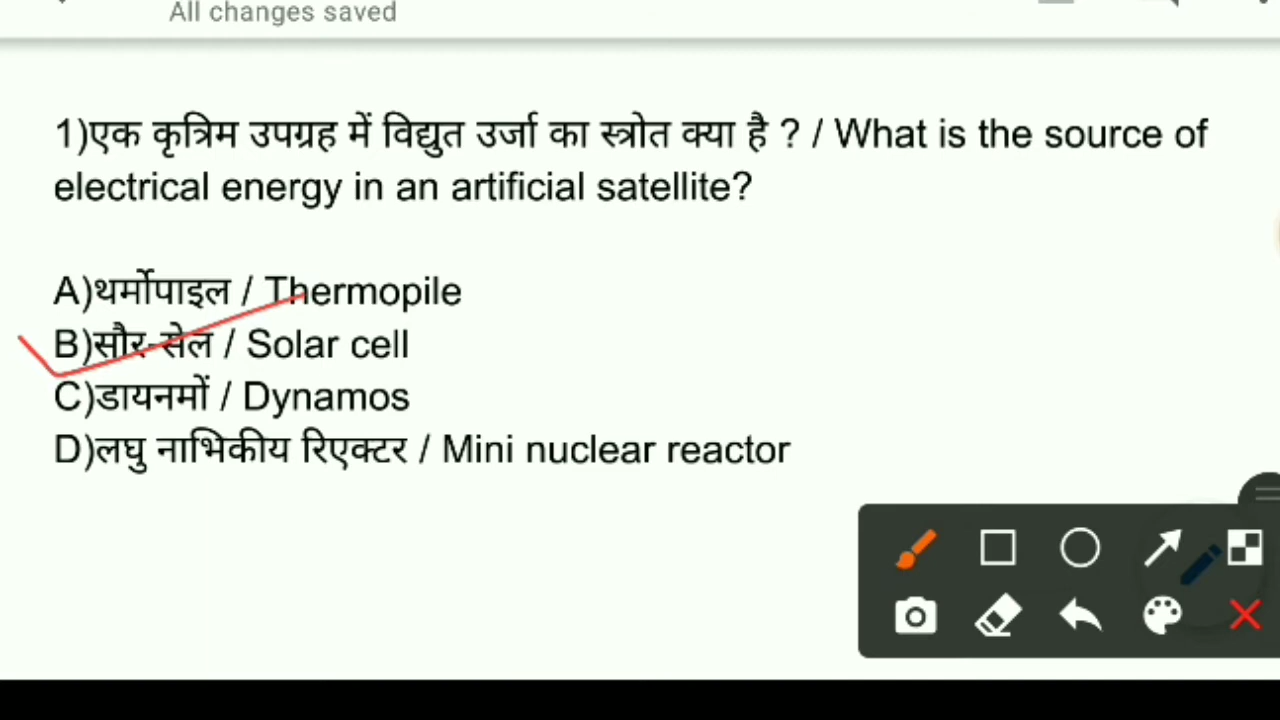 All changes saved
1)एक कृत्रिम उपग्रह में विद्युत उर्जा का स्त्रोत क्या है ? / What is the source of
electrical energy in an artificial satellite?
A)थर्मोपाइल / Thermopile
B)सौर-सेल / Solar cell
C)डायनमों / Dynamos
D)लघु नाभिकीय रिएक्टर / Mini nuclear reactor